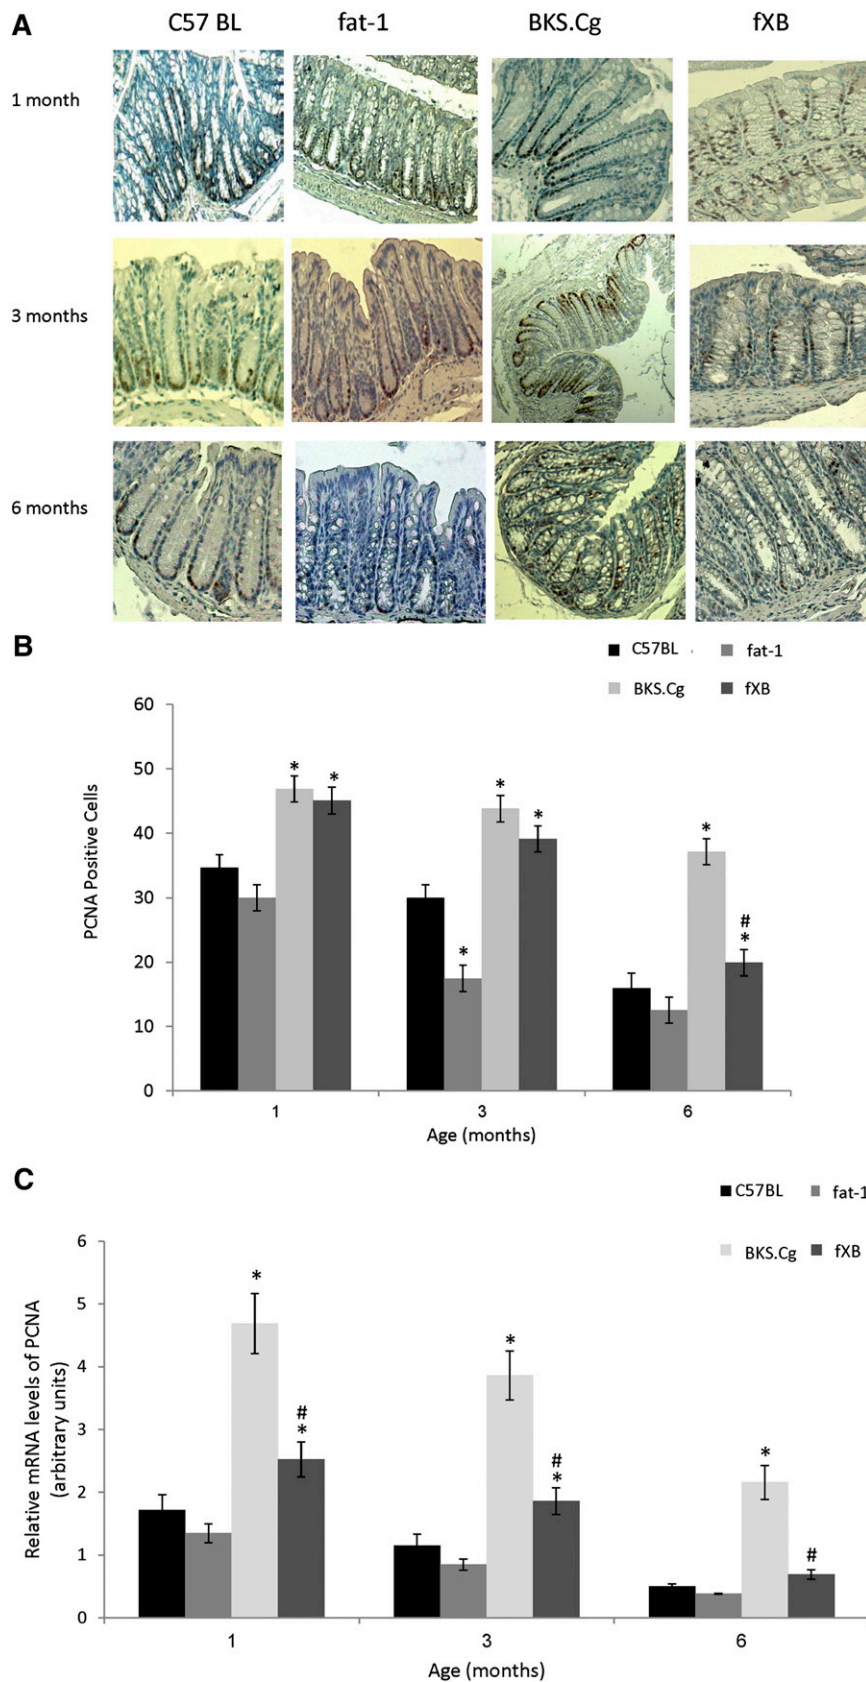 A
C57 BL fat-1 BKS.Cg fXB
1 month
3 months
6 months
B
C57BL fat-1
BKS.Cg fXB
60
50
40
30
20
10
0
PCNA Positive Cells
* *
* * *
* # *
1 3 6
Age (months)
C
C57BL fat-1
BKS.Cg fXB
6
5
4
3
2
1
0
Relative mRNA levels of PCNA
(arbitrary units)
* # *
* # *
* #
1 3 6
Age (months)